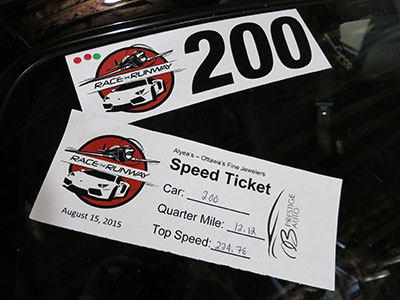 RACE THE RUNWAY
200
RACE THE RUNWAY
August 15, 2015
Alyea's – Ottawa's Fine Jewelers
Speed Ticket
Car: 200
Quarter Mile: 12.12
Top Speed: 224.78
PRESTIGE
AUTO